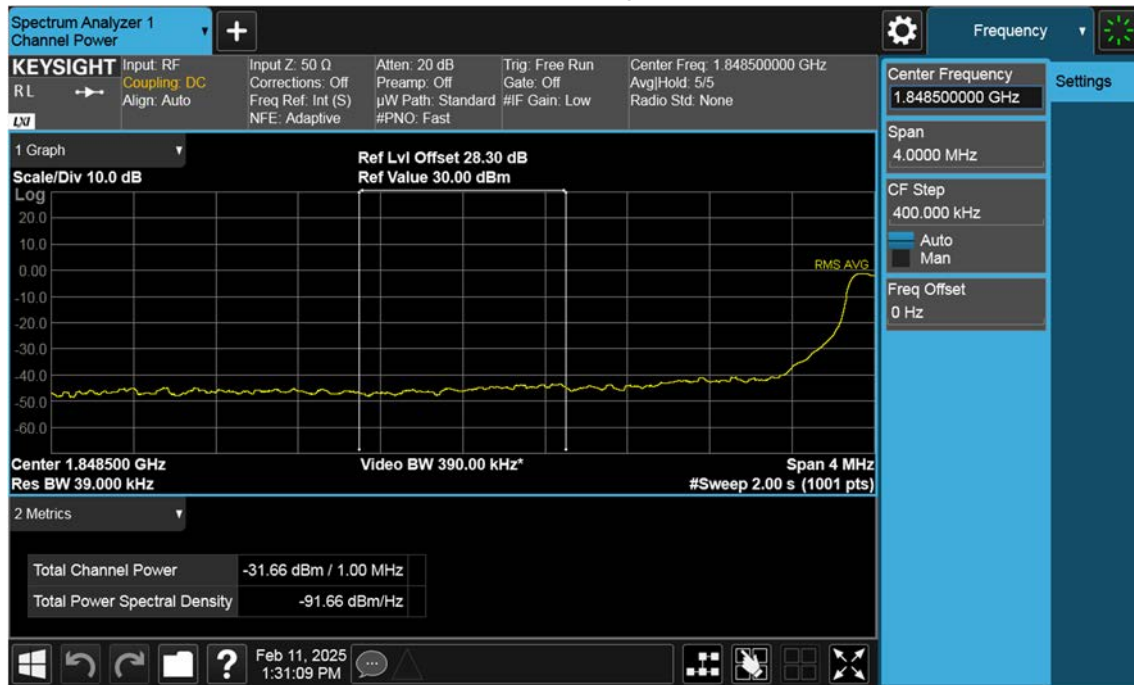 Spectrum Analyzer 1
Channel Power
Frequency
KEYSIGHT
RL
LXI
Input: RF
Coupling: DC
Align: Auto
Input Z: 50 Ω
Corrections: Off
Freq Ref: Int (S)
NFE: Adaptive
Atten: 20 dB
Preamp: Off
µW Path: Standard
#PNO: Fast
Trig: Free Run
Gate: Off
#IF Gain: Low
Center Freq: 1.848500000 GHz
Avg|Hold: 5/5
Radio Std: None
Center Frequency
1.848500000 GHz
Settings
Span
4.0000 MHz
CF Step
400.000 kHz
Auto
Man
Freq Offset
0 Hz
1 Graph
Scale/Div 10.0 dB
Ref Lvl Offset 28.30 dB
Ref Value 30.00 dBm
Log
20.0
10.0
0.00
-10.0
-20.0
-30.0
-40.0
-50.0
-60.0
RMS AVG
Center 1.848500 GHz
Video BW 390.00 kHz*
Span 4 MHz
Res BW 39.000 kHz
#Sweep 2.00 s (1001 pts)
2 Metrics
Total Channel Power -31.66 dBm / 1.00 MHz
Total Power Spectral Density -91.66 dBm/Hz
?
Feb 11, 2025
1:31:09 PM